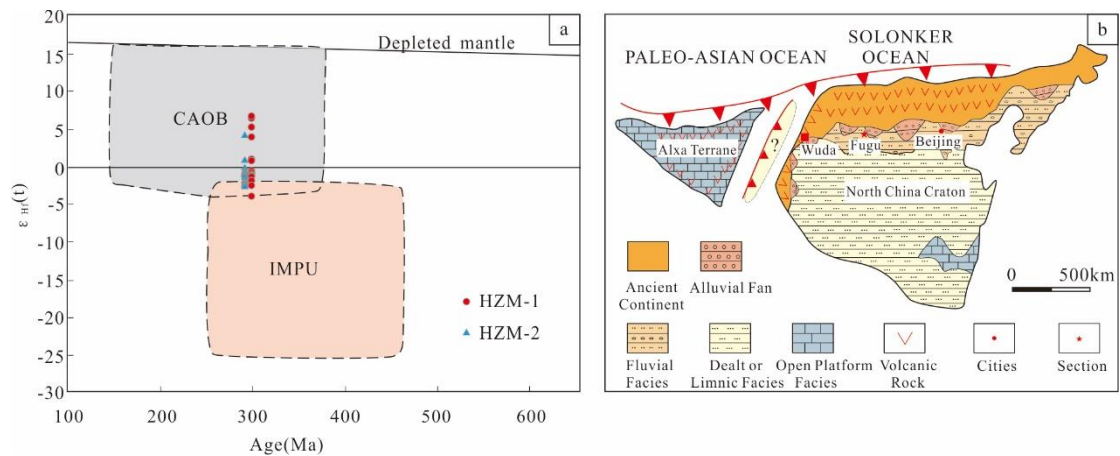 a
20
15
10
5
0
-5
-10
-15
-20
-25
-30
ε Hf(t)
100
200
300
400
500
600
Age(Ma)
Depleted mantle
CAOB
IMPU
HZM-1
HZM-2
b
PALEO-ASIAN OCEAN
SOLONKER
OCEAN
Alxa Terrane
?
Wuda
Fugu
Beijing
North China Craton
0 500km
Ancient
Continent
Alluvial Fan
Fluvial
Facies
Dealt or
Limnic Facies
Open Platform
Facies
Volcanic
Rock
Cities
Section